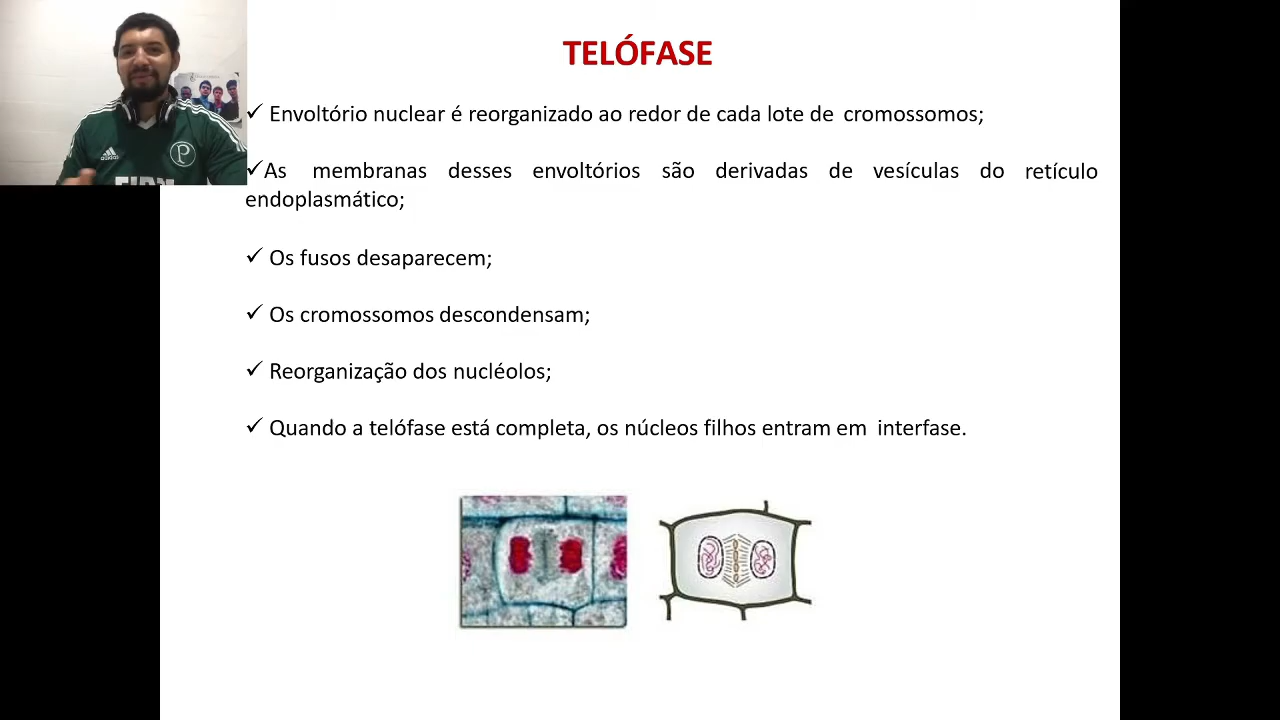 TELÓFASE
✓ Envoltório nuclear é reorganizado ao redor de cada lote de cromossomos;
✓As membranas desses envoltórios são derivadas de vesículas do retículo
endoplasmático;
✓ Os fusos desaparecem;
✓ Os cromossomos descondensam;
✓ Reorganização dos nucléolos;
✓ Quando a telófase está completa, os núcleos filhos entram em interfase.
adidas
P